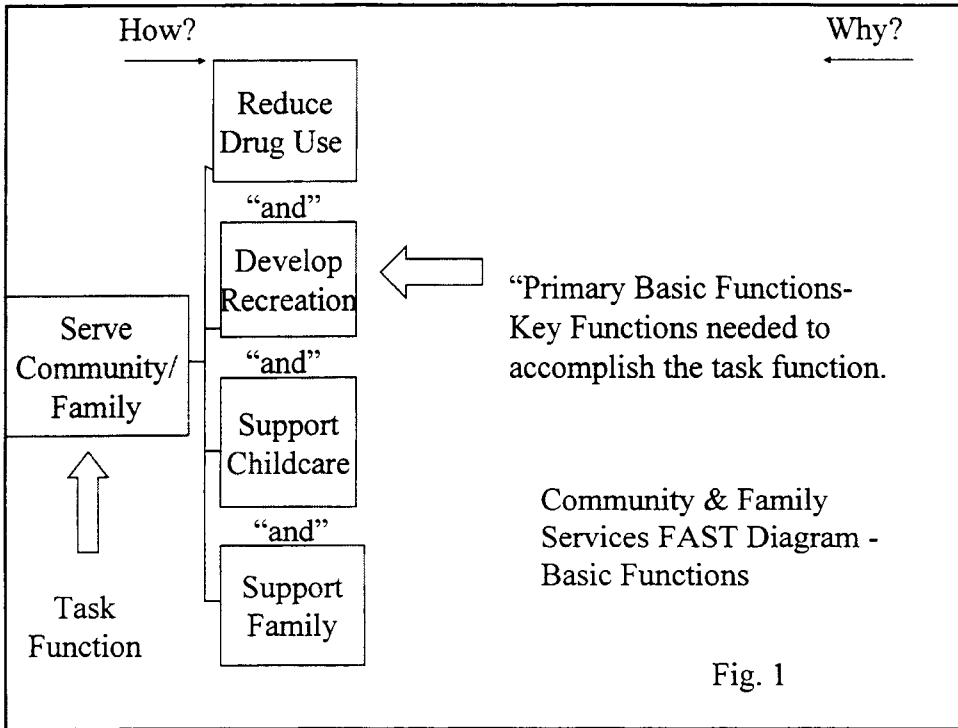 How?
Why?
Reduce
Drug Use
“and”
Develop
Recreation
“and”
Support
Childcare
“and”
Support
Family
Serve
Community/
Family
Task
Function
“Primary Basic Functions-
Key Functions needed to
accomplish the task function.
Community & Family
Services FAST Diagram -
Basic Functions
Fig. 1